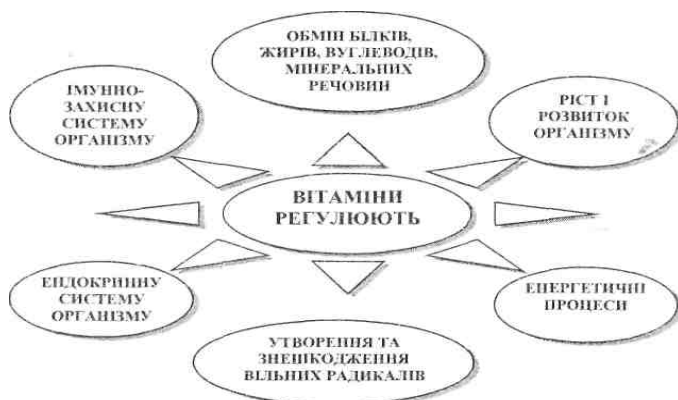 ОБМІН БІЛКІВ,
ЖИРІВ, ВУГЛЕВОДІВ,
МІНЕРАЛЬНИХ
РЕЧОВИН
ІМУННО-
ЗАХИСНУ
СИСТЕМУ
ОРГАНІЗМУ
РІСТ І
РОЗВИТОК
ОРГАНІЗМУ
ВІТАМІНИ
РЕГУЛЮЮТЬ
ЕНДОКРИННУ
СИСТЕМУ
ОРГАНІЗМУ
ЕНЕРГЕТИЧНІ
ПРОЦЕСИ
УТВОРЕННЯ ТА
ЗНЕШКОДЖЕННЯ
ВІЛЬНИХ РАДИКАЛІВ